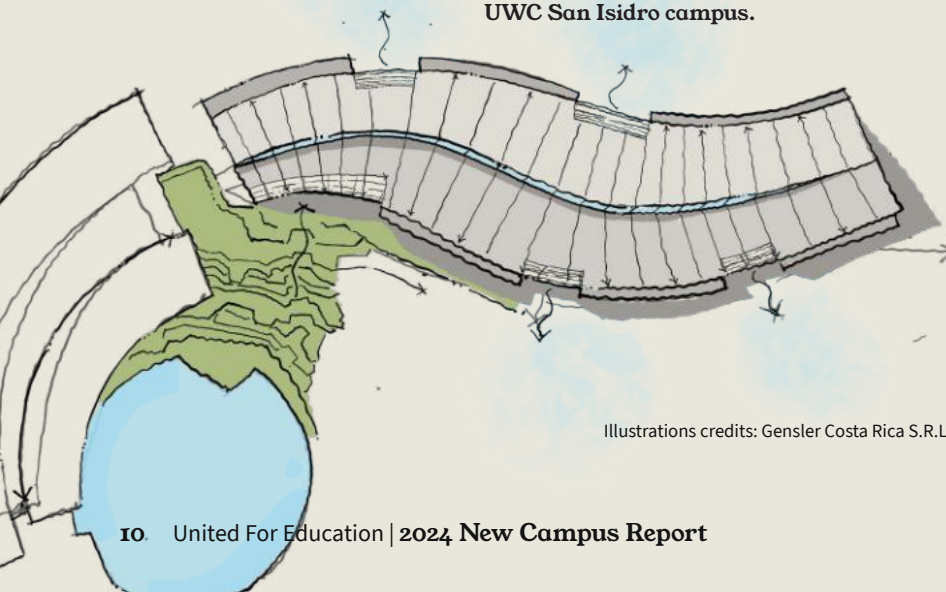 UWC San Isidro campus.
Illustrations credits: Gensler Costa Rica S.R.L
10 United For Education | 2024 New Campus Report